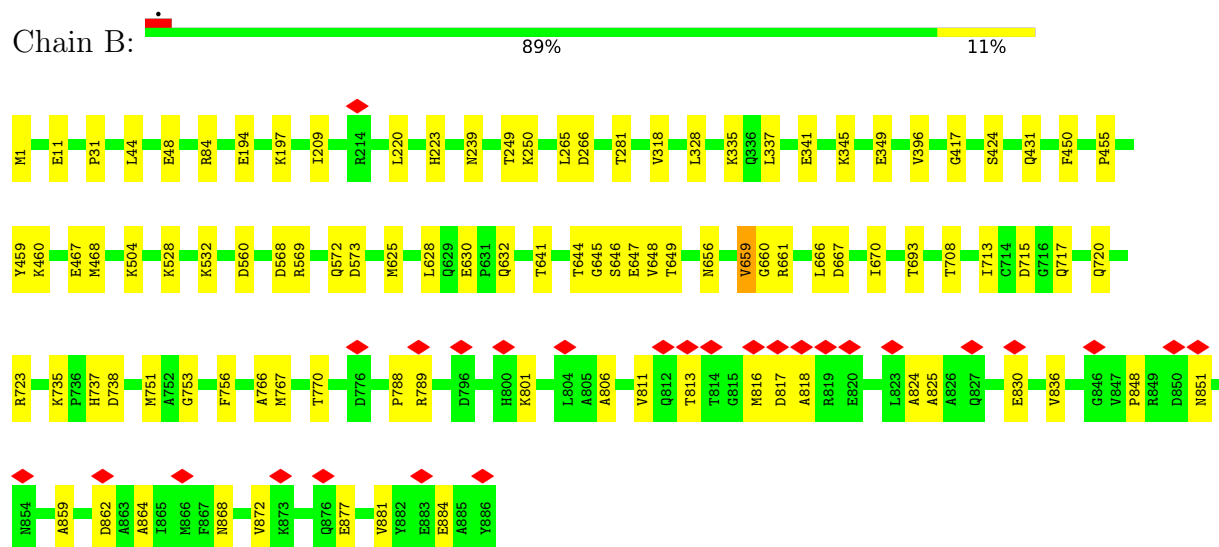 Chain B:
89% 11%
M1 E11 P31 L44 E48 R84 E194 K197 I209 R214 L220 H223 N239 T249 K250 L265 D266 T281 V318 L328 K335 Q336 L337 E341 K345 E349 V396 G417 S424 Q431 F450 P455
Y459 K460 E467 M468 K504 K528 K532 D560 D568 R569 Q572 D573 M625 L628 Q629 E630 P631 Q632 T641 T644 G645 S646 E647 V648 T649 N656 V659 G660 R661 L666 D667 I670 T693 T708 I713 C714 D715 G716 Q717 Q720
R723 K735 P736 H737 D738 M751 A752 G753 F756 A766 M767 T770 D776 P788 R789 D796 H800 K801 L804 A805 A806 V811 Q812 T813 T814 G815 M816 D817 A818 R819 E820 L823 A824 A825 A826 Q827 E830 V836 G846 V847 P848 R849 D850 N851
N854 A859 D862 A863 A864 I865 M866 F867 N868 V872 K873 Q876 E877 V881 Y882 E883 E884 A885 Y886